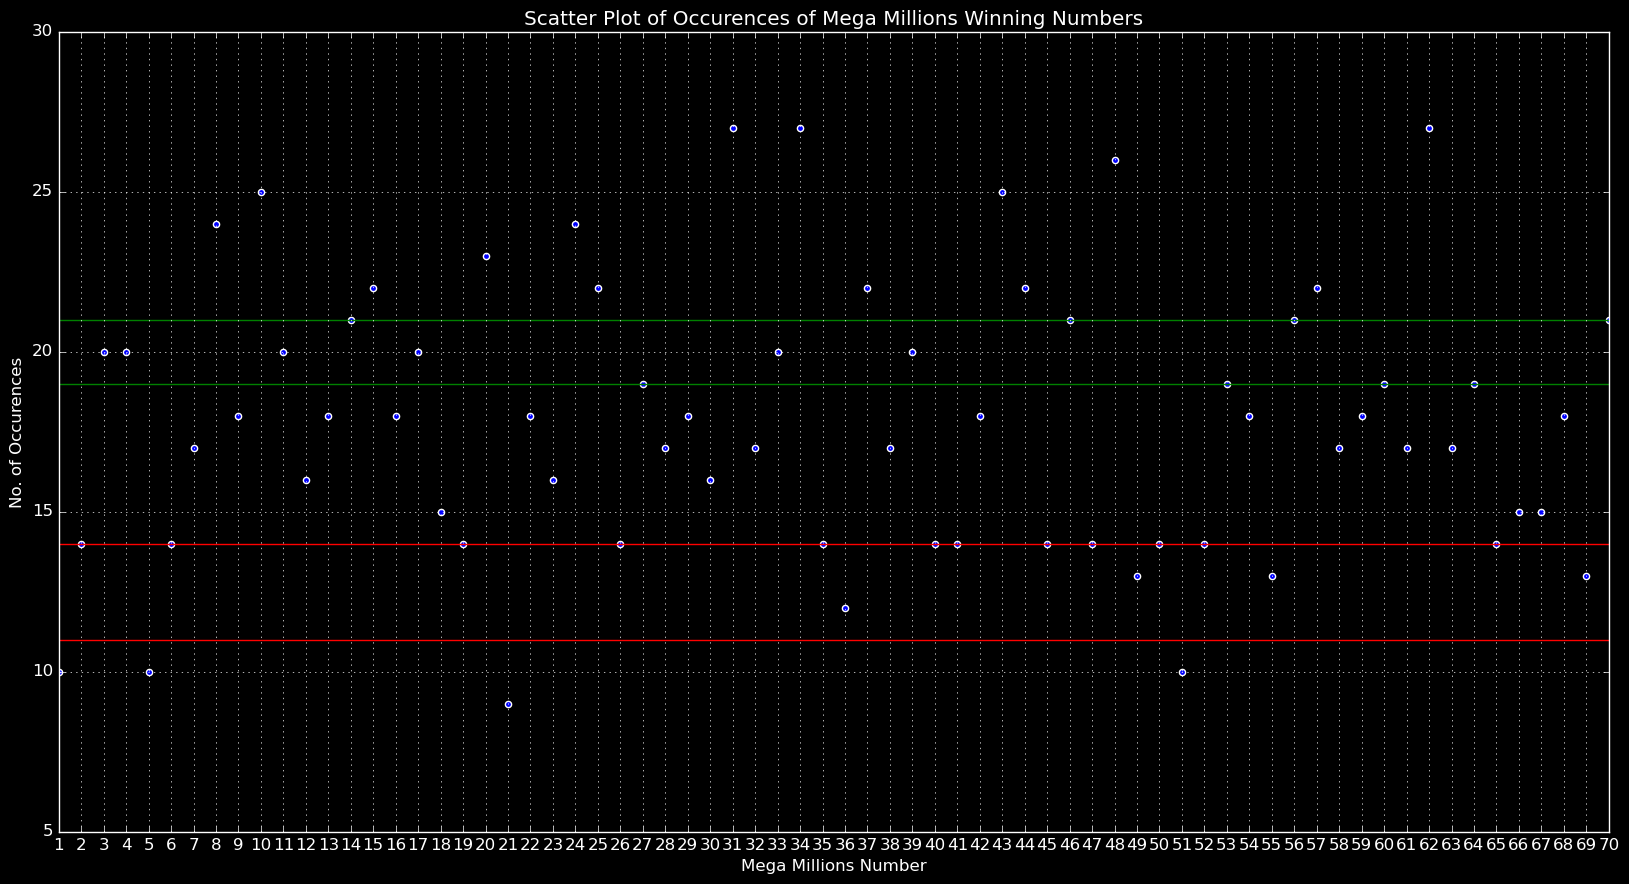 Scatter Plot of Occurences of Mega Millions Winning Numbers
30
25
20
15
10
5
No. of Occurences
1 2 3 4 5 6 7 8 9 10 11 12 13 14 15 16 17 18 19 20 21 22 23 24 25 26 27 28 29 30 31 32 33 34 35 36 37 38 39 40 41 42 43 44 45 46 47 48 49 50 51 52 53 54 55 56 57 58 59 60 61 62 63 64 65 66 67 68 69 70
Mega Millions Number